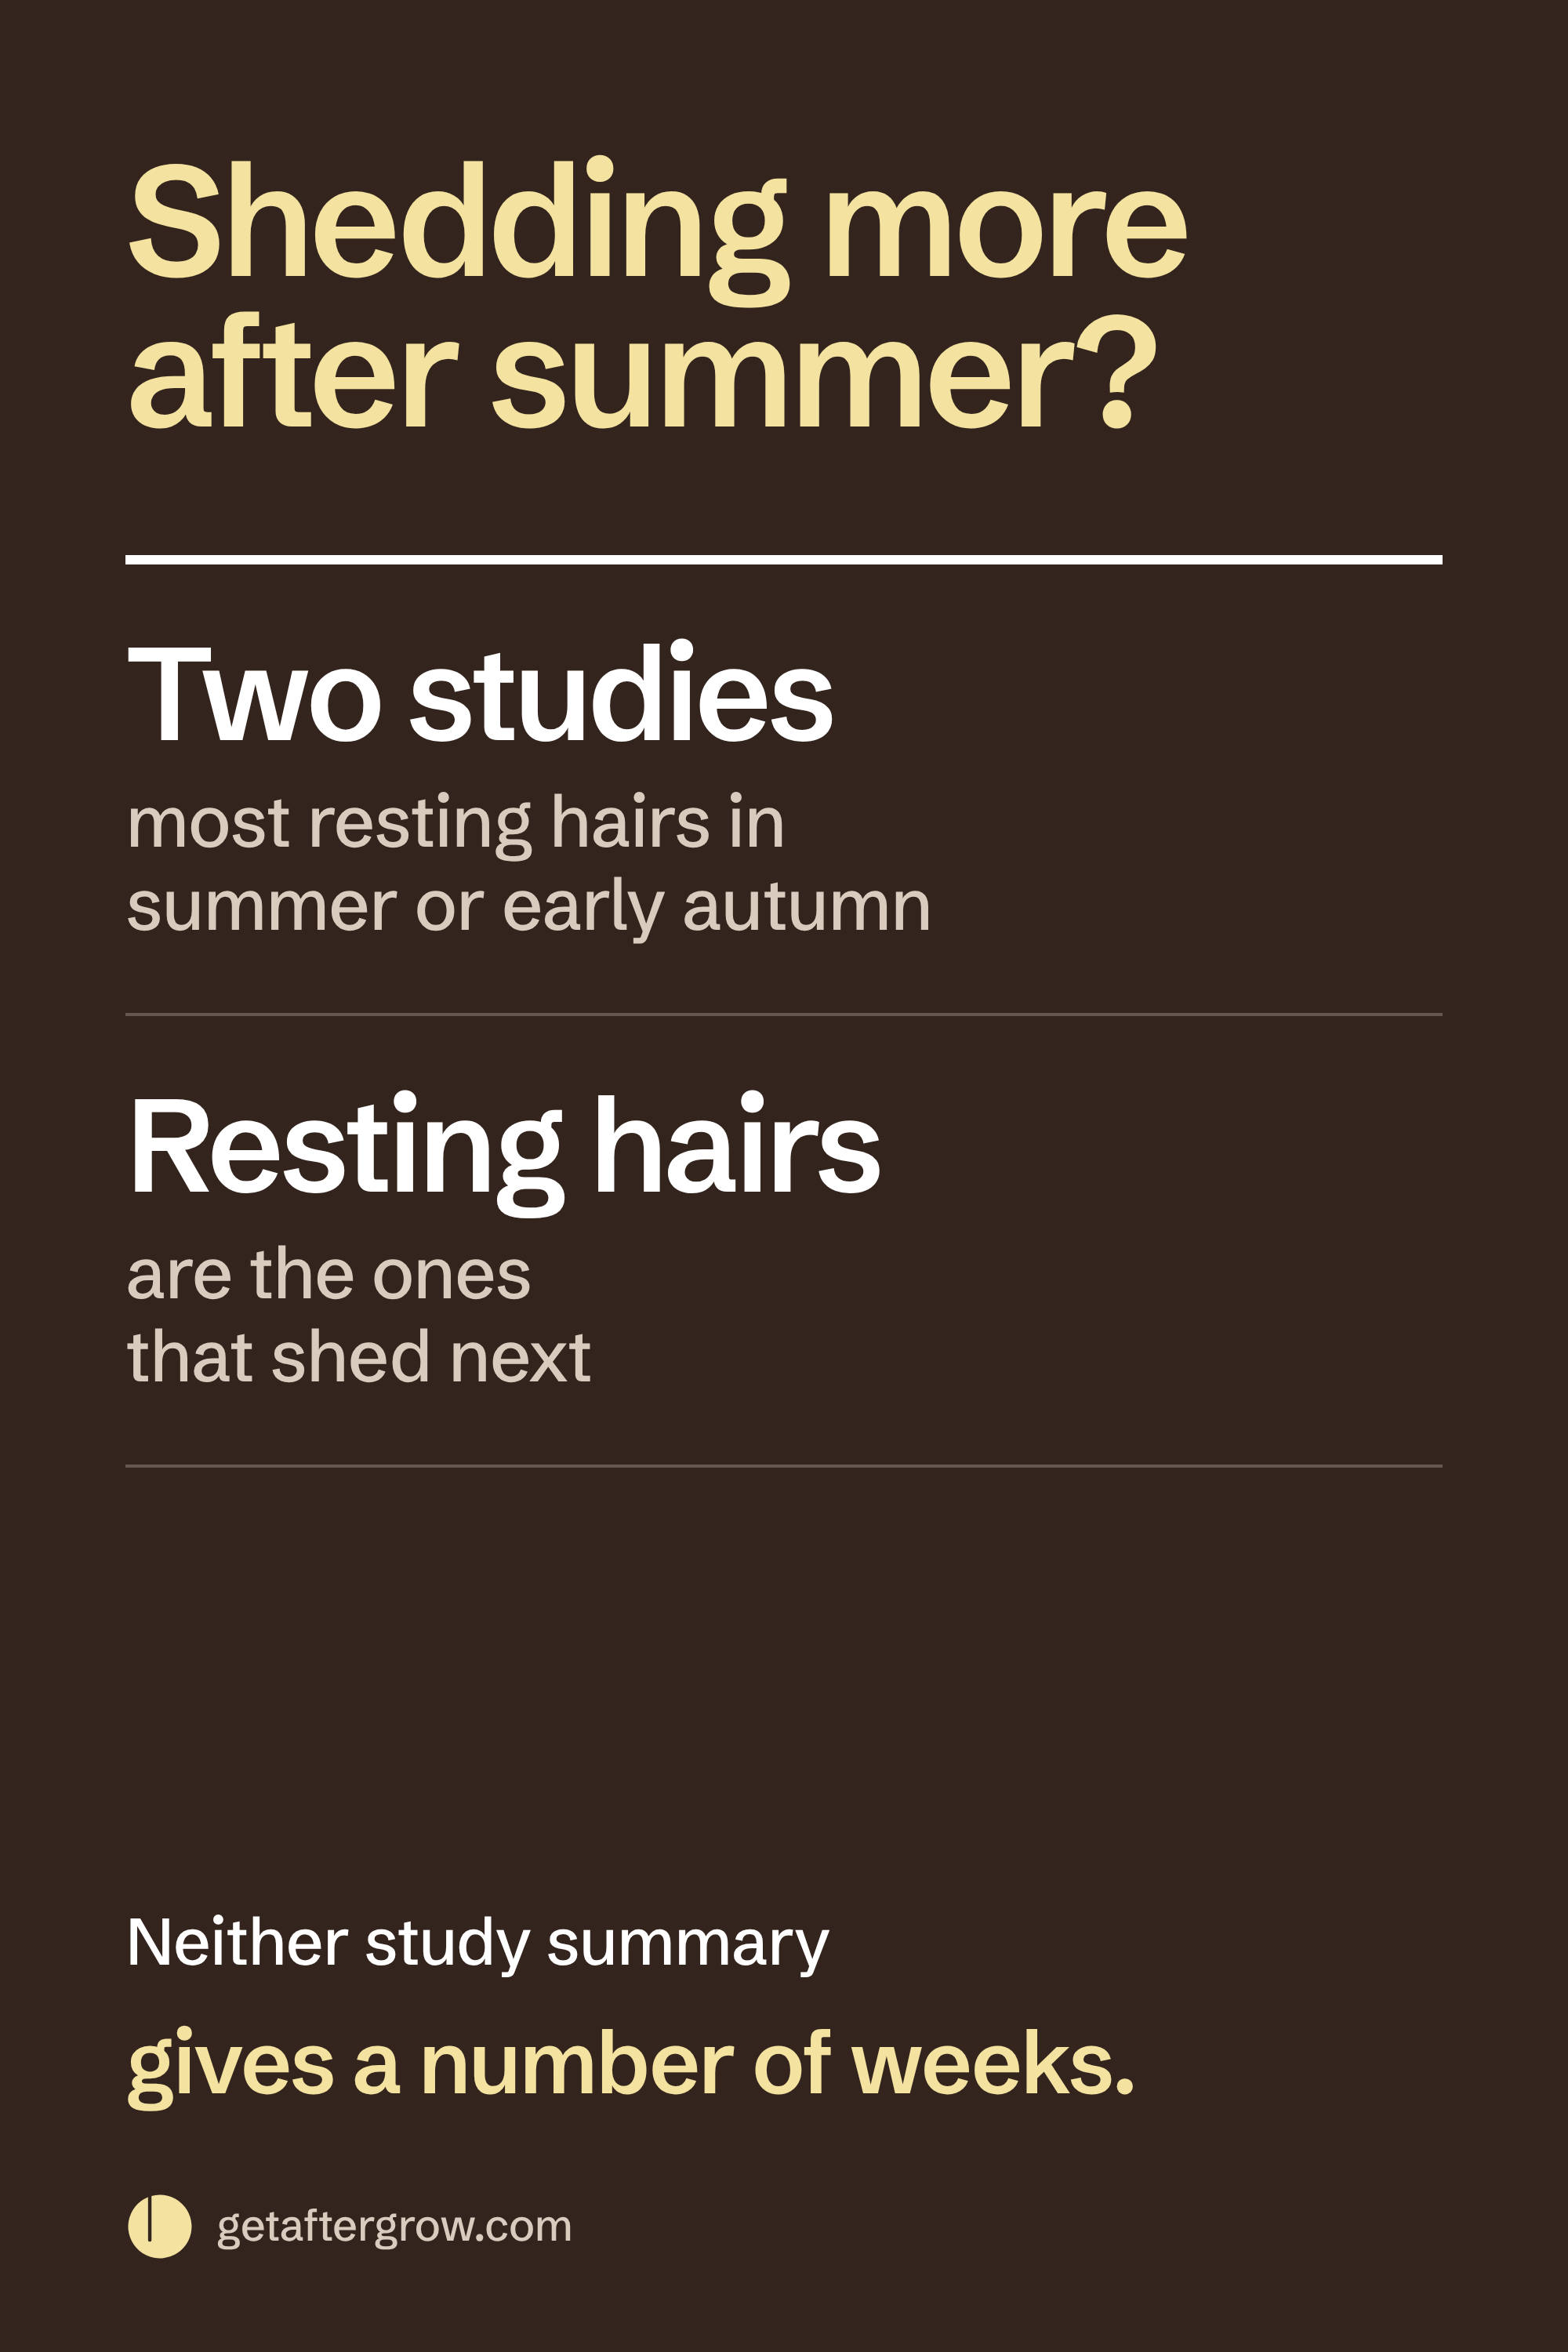 Shedding more
after summer?
Two studies
most resting hairs in
summer or early autumn
Resting hairs
are the ones
that shed next
Neither study summary
gives a number of weeks.
getaftergrow.com